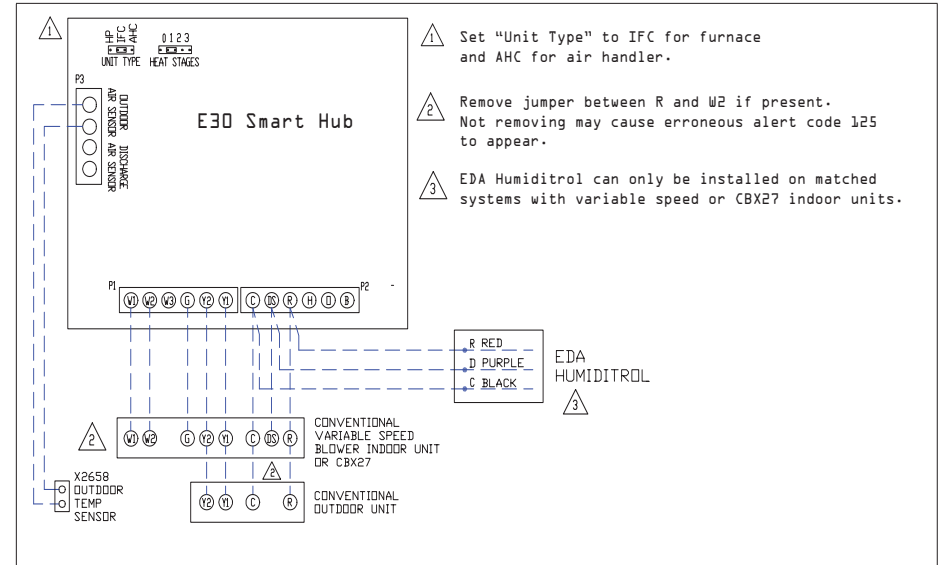 1
HP
IFC
AHC
0 1 2 3
UNIT TYPE HEAT STAGES
P3
OUTDOOR
AIR SENSOR
DISCHARGE
AIR SENSOR
E30 Smart Hub
P1
W1 W2 W3 G Y2 Y1 C DS R H O B
P2
-
1 Set “Unit Type” to IFC for furnace
and AHC for air handler.
2 Remove jumper between R and W2 if present.
Not removing may cause erroneous alert code 125
to appear.
3 EDA Humiditrol can only be installed on matched
systems with variable speed or CBX27 indoor units.
R RED
D PURPLE
C BLACK
EDA
HUMIDITROL
3
2
W1 W2 G Y2 Y1 C DS R
CONVENTIONAL
VARIABLE SPEED
BLOWER INDOOR UNIT
OR CBX27
2
Y2 Y1 C R
CONVENTIONAL
OUTDOOR UNIT
X2658
OUTDOOR
TEMP
SENSOR